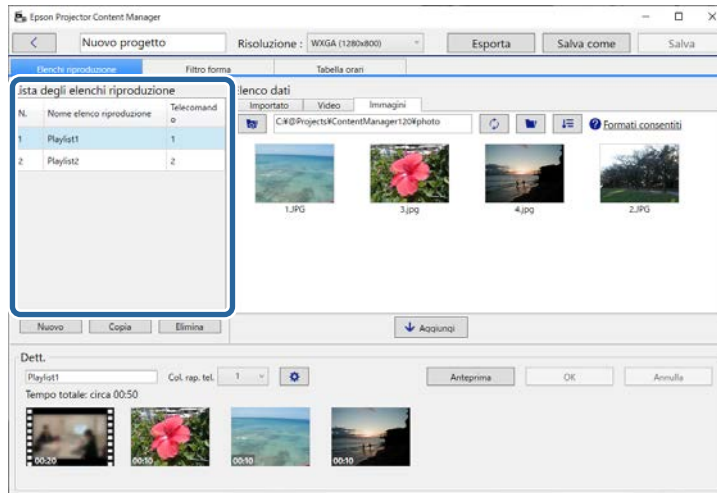 Epson Projector Content Manager
Nuovo progetto Risoluzione : WXGA (1280x800) Esporta Salva come Salva
Elenchi riproduzione Filtro forma Tabella orari
ista degli elenchi riproduzione
lenco dati
N. Nome elenco riproduzione Telecomand
o
1 Playlist1 1
2 Playlist2 2
Importato Video Immagini
C:¥@Projects¥ContentManager120¥photo Formati consentiti
1.JPG 3.jpg 4.jpg 2.JPG
Nuovo Copia Elimina Aggiungi
Dett.
Playlist1 Col. rap. tel. 1 Anteprima OK Annulla
Tempo totale: circa 00:50
00:20 00:10 00:10 00:10